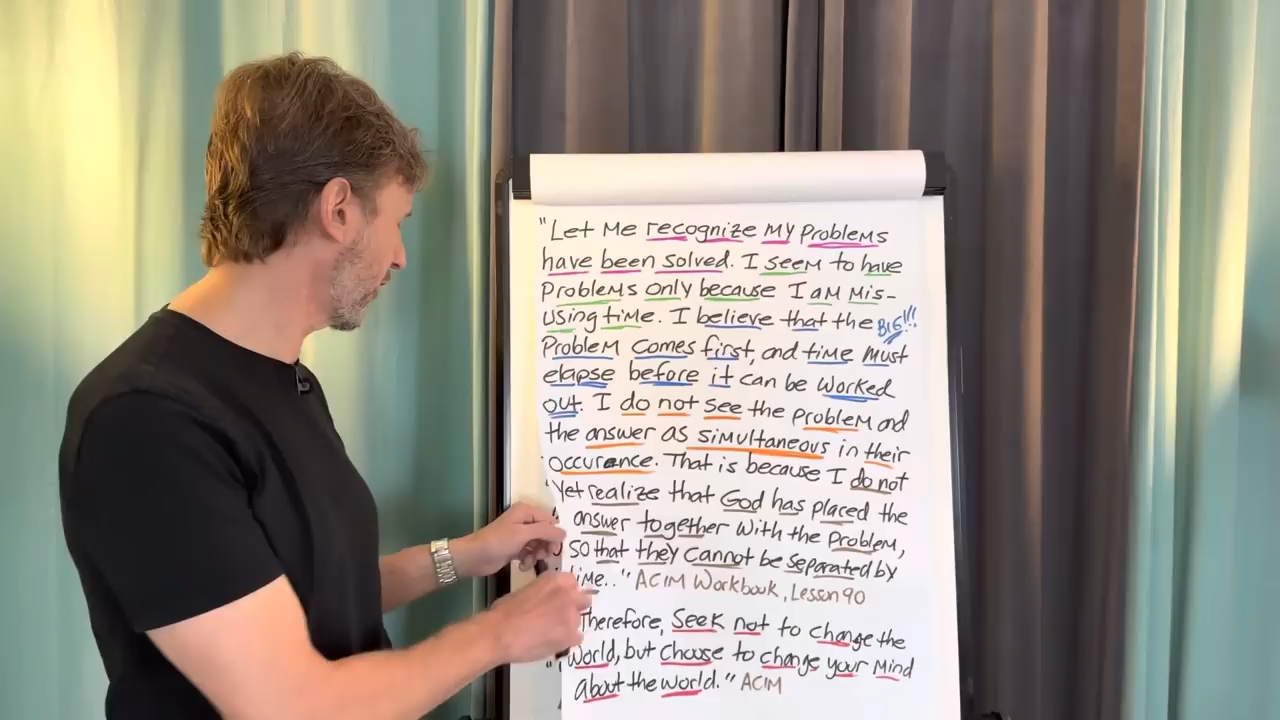 "Let Me recognize My Problems
have been solved. I seem to have
Problems only because I am mis-
using time. I believe that the BIG!!!
Problem comes first, and time must
elapse before it can be worked
out. I do not see the problem and
the answer as simultaneous in their
occurance. That is because I do not
yet realize that God has placed the
answer together with the Problem,
so that they cannot be separated by
time.." ACIM Workbook, Lesson 90
Therefore, Seek not to change the
World, but choose to change your Mind
about the world." ACIM